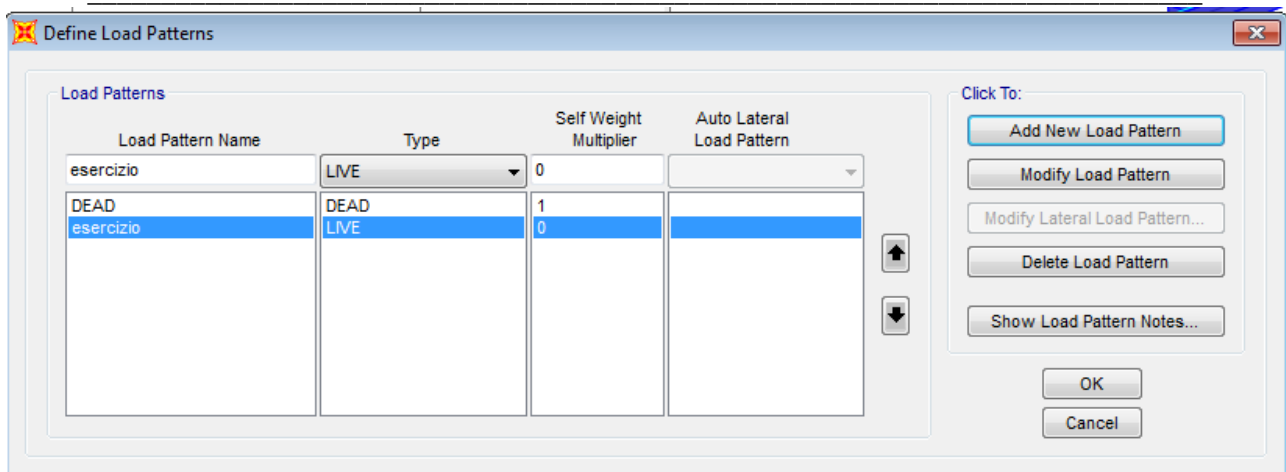 Define Load Patterns
Load Patterns
Click To:
Load Pattern Name
Type
Self Weight
Multiplier
Auto Lateral
Load Pattern
esercizio LIVE 0
DEAD DEAD 1
esercizio LIVE 0
Add New Load Pattern
Modify Load Pattern
Modify Lateral Load Pattern...
Delete Load Pattern
Show Load Pattern Notes...
OK
Cancel